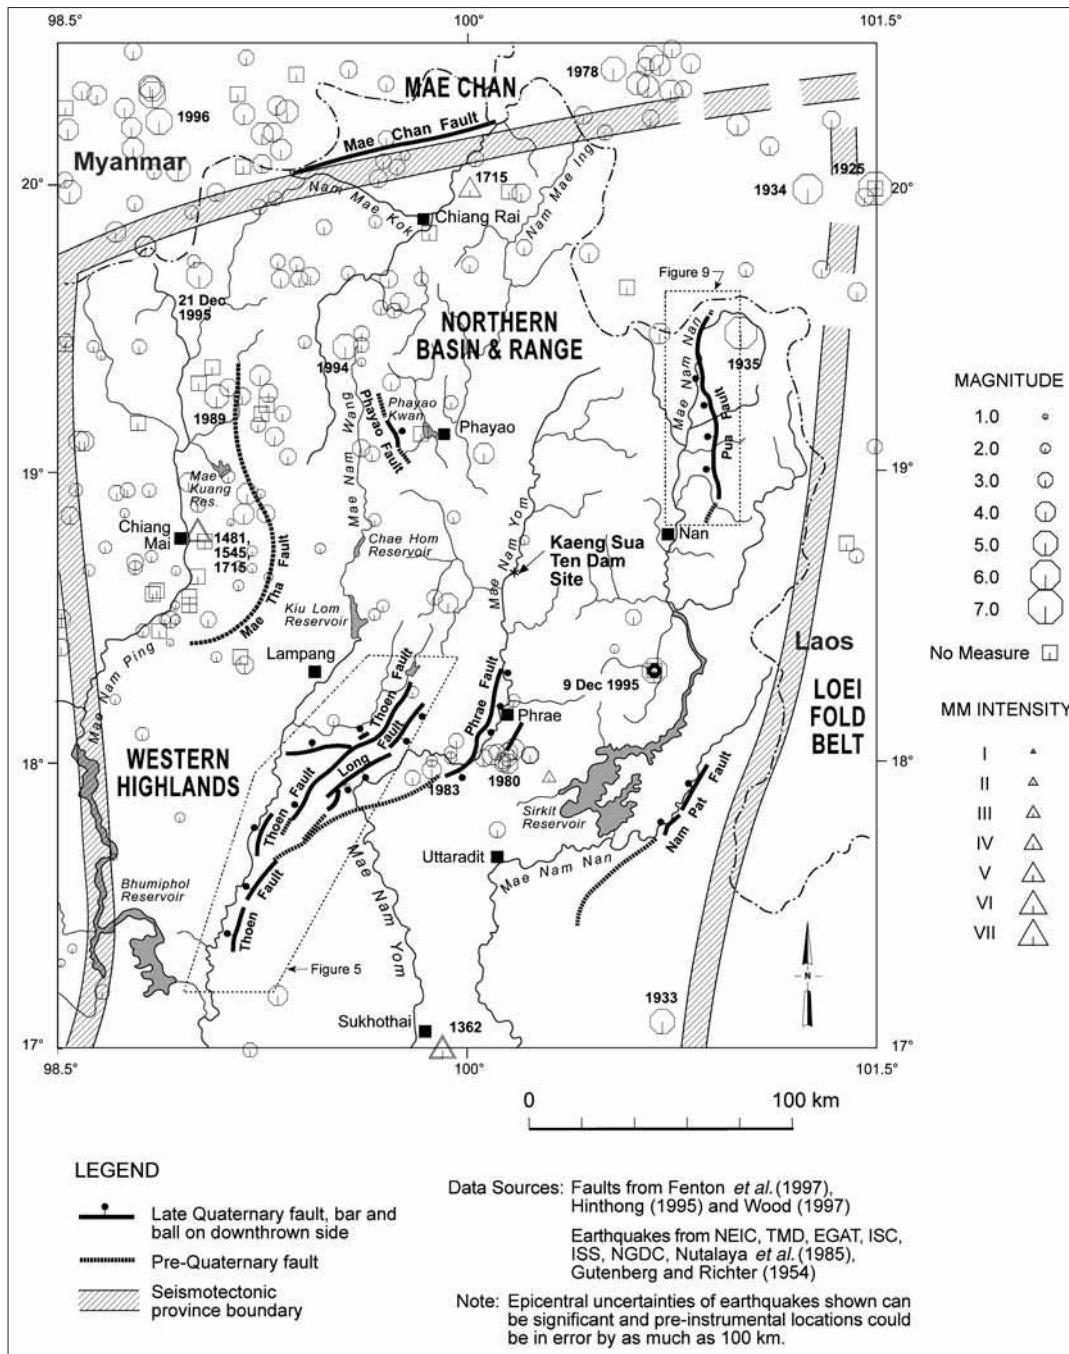 98.5°
100°
101.5°
MAE CHAN
1978
1996
Mae Chan Fault
Myanmar
1925
20°
1715
1934
20°
Nam Mae Kok
Nam Mae Ing
Chiang Rai
Figure 9
21 Dec
1995
NORTHERN
BASIN & RANGE
Mae Nam Nan
1994
1935
Phayao
Kwan
Phayao
Phayao Fault
Mae Nam Wang
1989
Pua Fault
19°
19°
Mae
Kuang
Res.
Mae Nam Yom
Chiang
Mai
1481,
1545,
1715
Chae Hom
Reservoir
Kaeng Sua
Ten Dam
Site
Nan
Mae Tha Fault
Kiu Lom
Reservoir
Mae Nam Ping
Lampang
Laos
9 Dec 1995
Thoen Fault
Phrae Fault
Phrae
LOEI
FOLD
BELT
WESTERN
HIGHLANDS
Long Fault
18°
18°
1983
1980
Thoen Fault
Sirkit
Reservoir
Nam Pat Fault
Uttaradit
Mae Nam Nan
Bhumiphol
Reservoir
Thoen Fault
Mae Nam Yom
Figure 5
N
1933
Sukhothai
1362
17°
17°
98.5°
100°
101.5°
MAGNITUDE
1.0
2.0
3.0
4.0
5.0
6.0
7.0
No Measure
MM INTENSITY
I
II
III
IV
V
VI
VII
0
100 km
LEGEND
Late Quaternary fault, bar and
ball on downthrown side
Pre-Quaternary fault
Seismotectonic
province boundary
Data Sources: Faults from Fenton et al. (1997),
Hinthong (1995) and Wood (1997)
Earthquakes from NEIC, TMD, EGAT, ISC,
ISS, NGDC, Nutalaya et al. (1985),
Gutenberg and Richter (1954)
Note: Epicentral uncertainties of earthquakes shown can
be significant and pre-instrumental locations could
be in error by as much as 100 km.